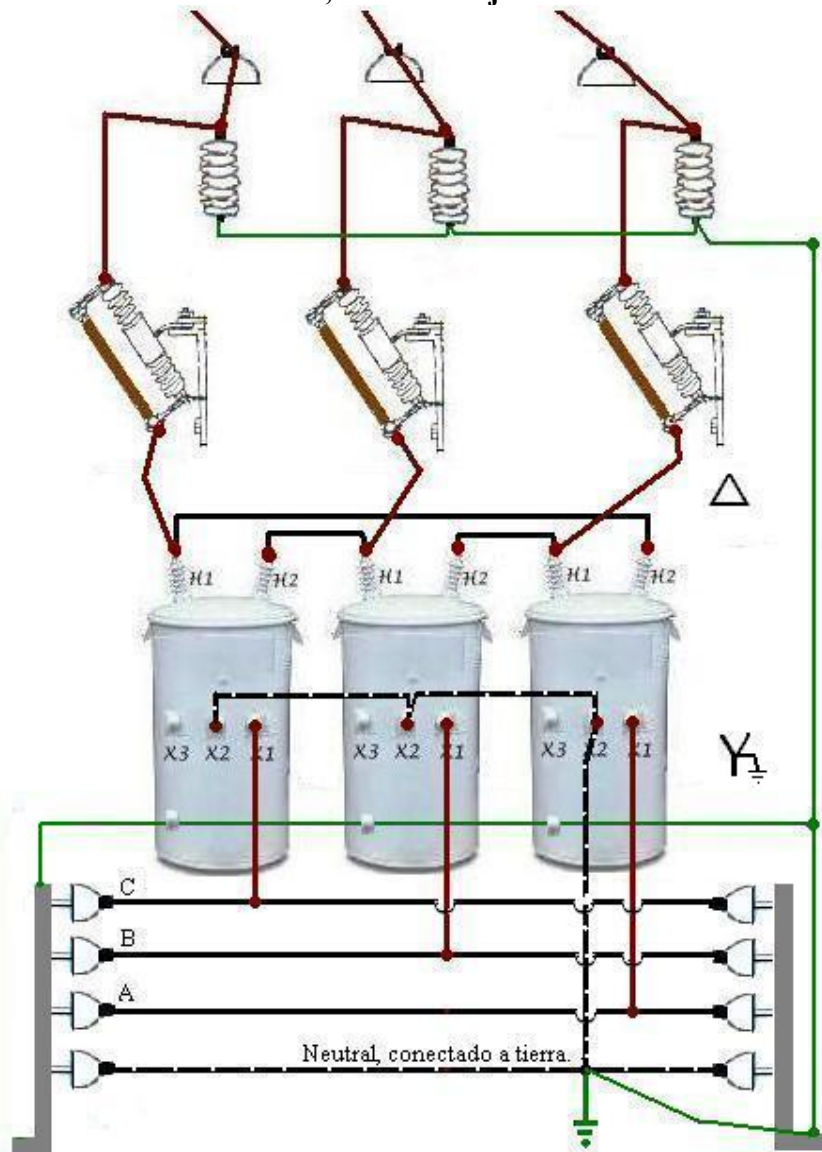 H1 H2 H1 H2 H1 H2
X3 X2 X1 X3 X2 X1 X3 X2 X1
C
B
A
Neutral, conectado a tierra.